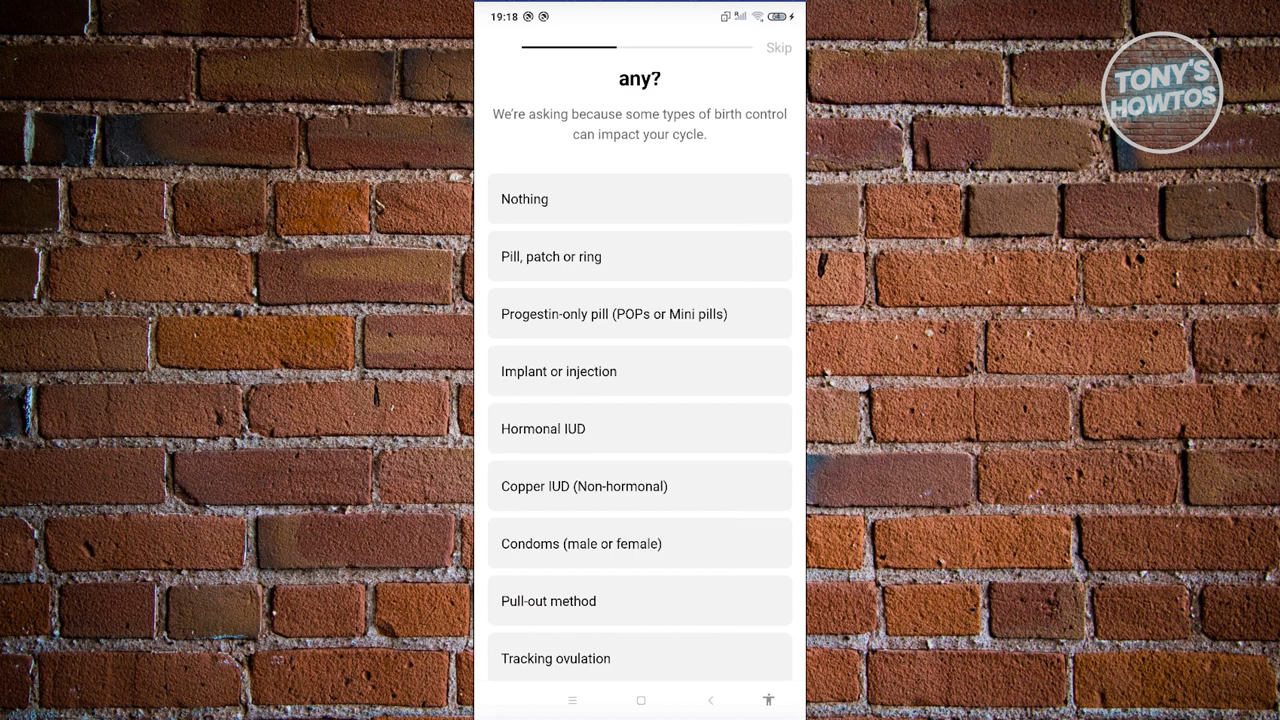 19:18
Skip
any?
We're asking because some types of birth control
can impact your cycle.
Nothing
Pill, patch or ring
Progestin-only pill (POPs or Mini pills)
Implant or injection
Hormonal IUD
Copper IUD (Non-hormonal)
Condoms (male or female)
Pull-out method
Tracking ovulation
TONY'S
HOWTOS